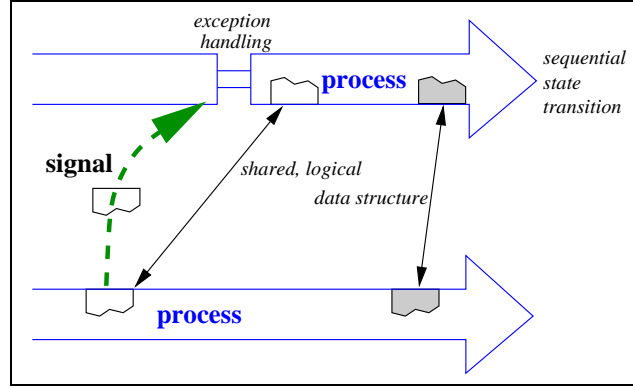 exception
handling
process
sequential
state
transition
signal
shared, logical
data structure
process